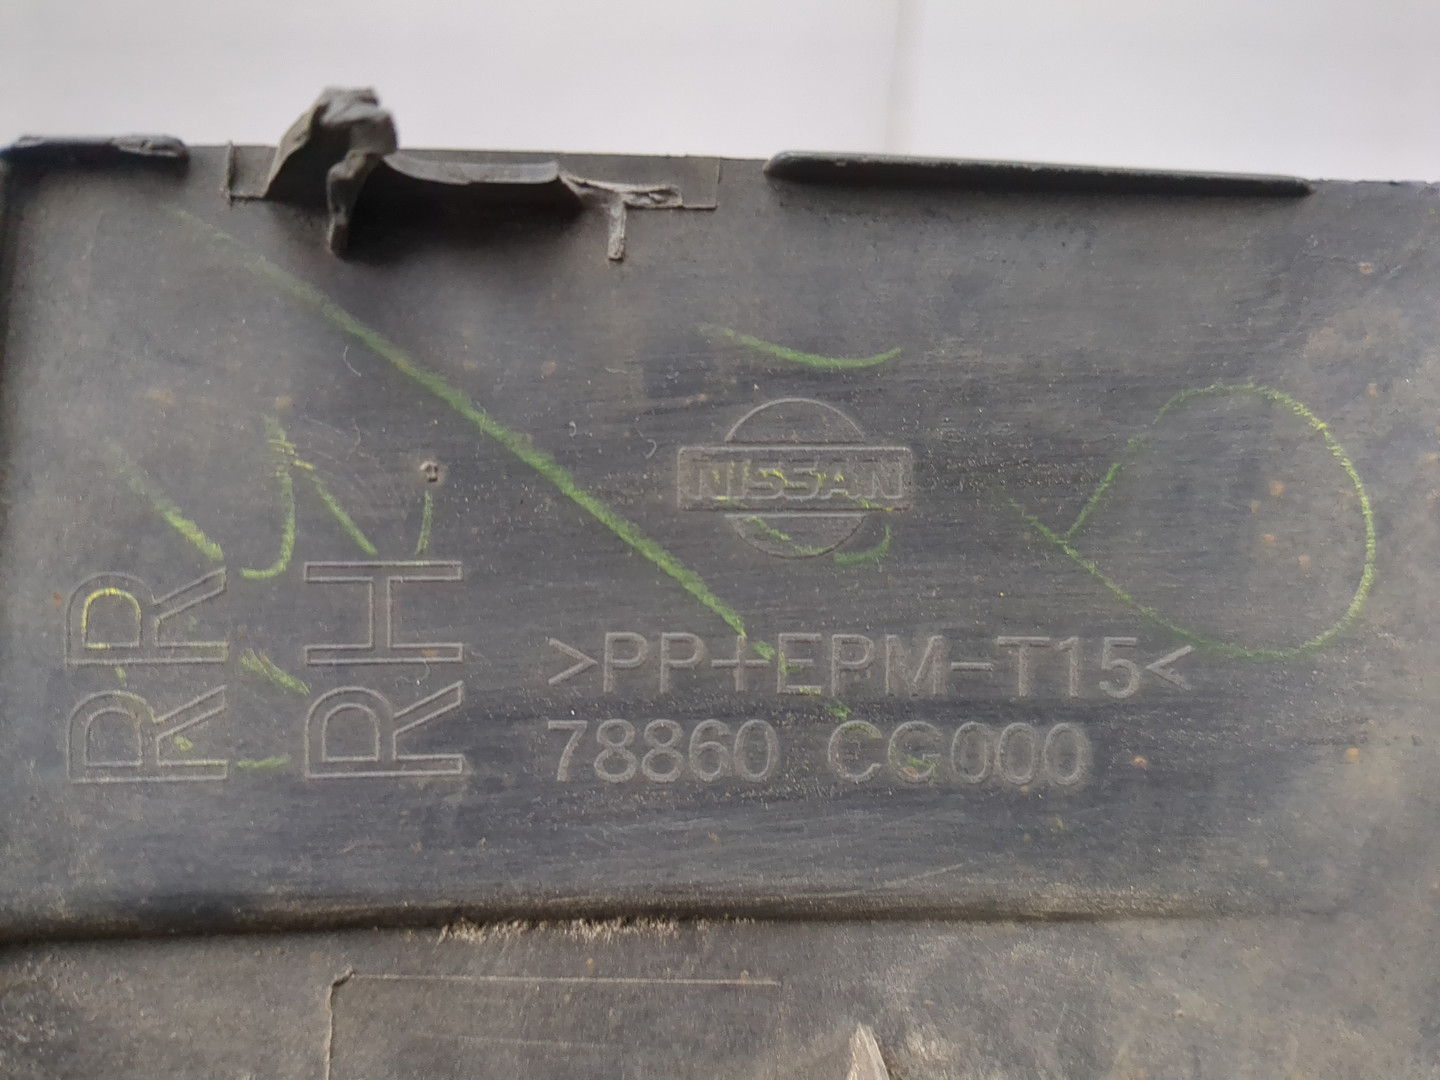 NISSAN
RR
RH
>PP+EPM-T15<
78860 CG000